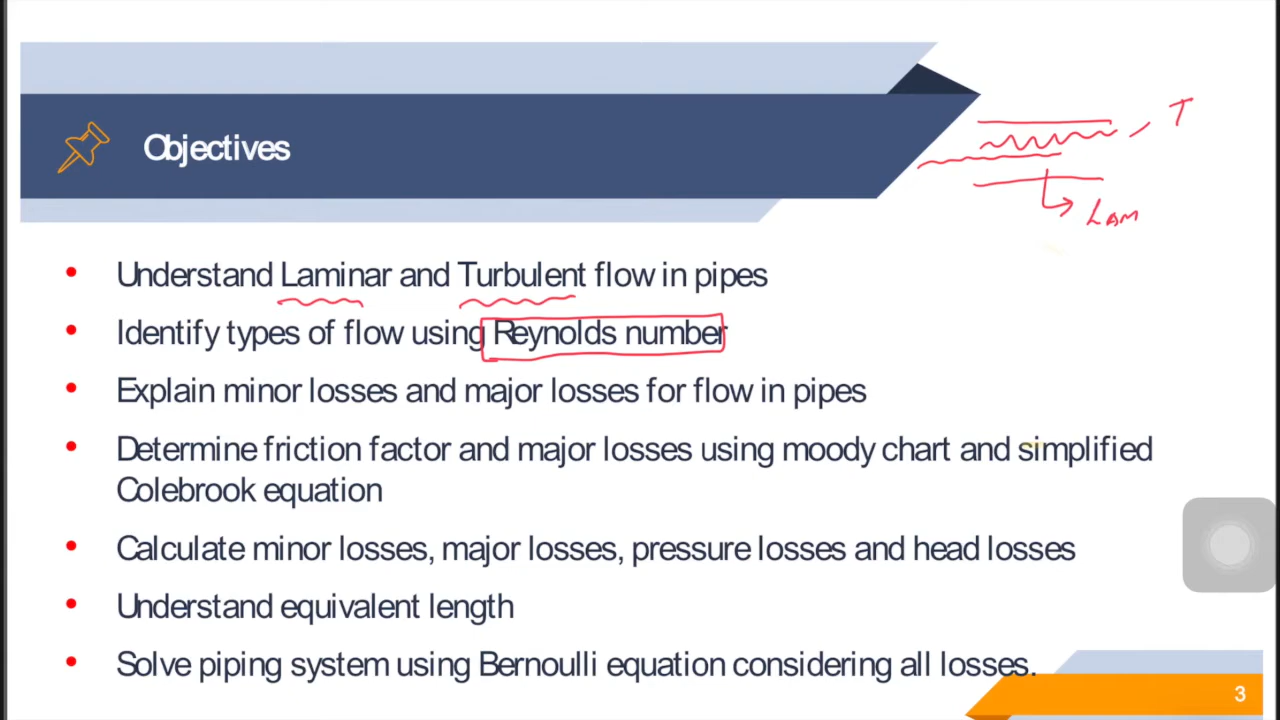 Objectives
T
LAM
• Understand Laminar and Turbulent flow in pipes
• Identify types of flow using Reynolds number
• Explain minor losses and major losses for flow in pipes
• Determine friction factor and major losses using moody chart and simplified
Colebrook equation
• Calculate minor losses, major losses, pressure losses and head losses
• Understand equivalent length
• Solve piping system using Bernoulli equation considering all losses.
3